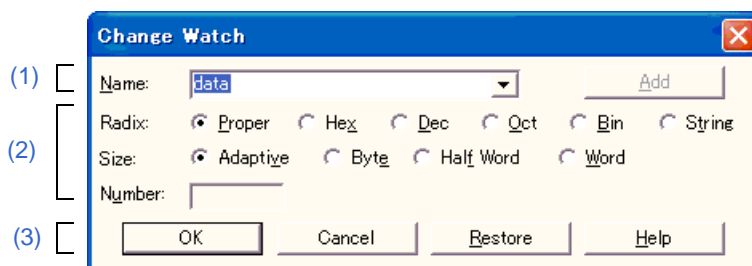 Change Watch
(1) Name: data Add
Radix: Proper Hex Dec Oct Bin String
(2) Size: Adaptive Byte Half Word Word
Number:
(3) OK Cancel Restore Help